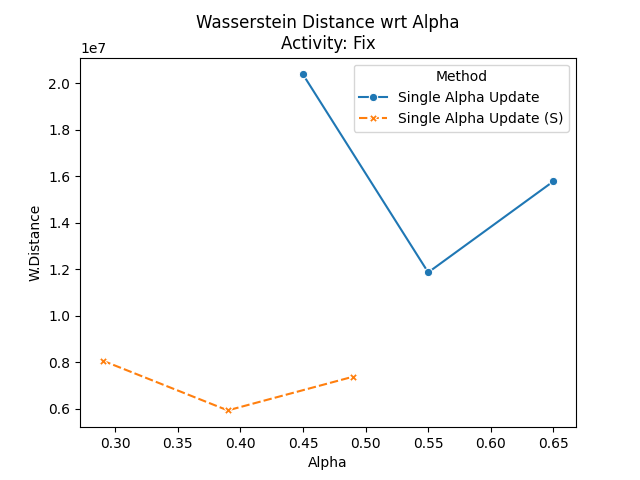 Wasserstein Distance wrt Alpha
Activity: Fix
1e7
Method
Single Alpha Update
Single Alpha Update (S)
2.0
1.8
1.6
1.4
1.2
1.0
0.8
0.6
W.Distance
0.30 0.35 0.40 0.45 0.50 0.55 0.60 0.65
Alpha